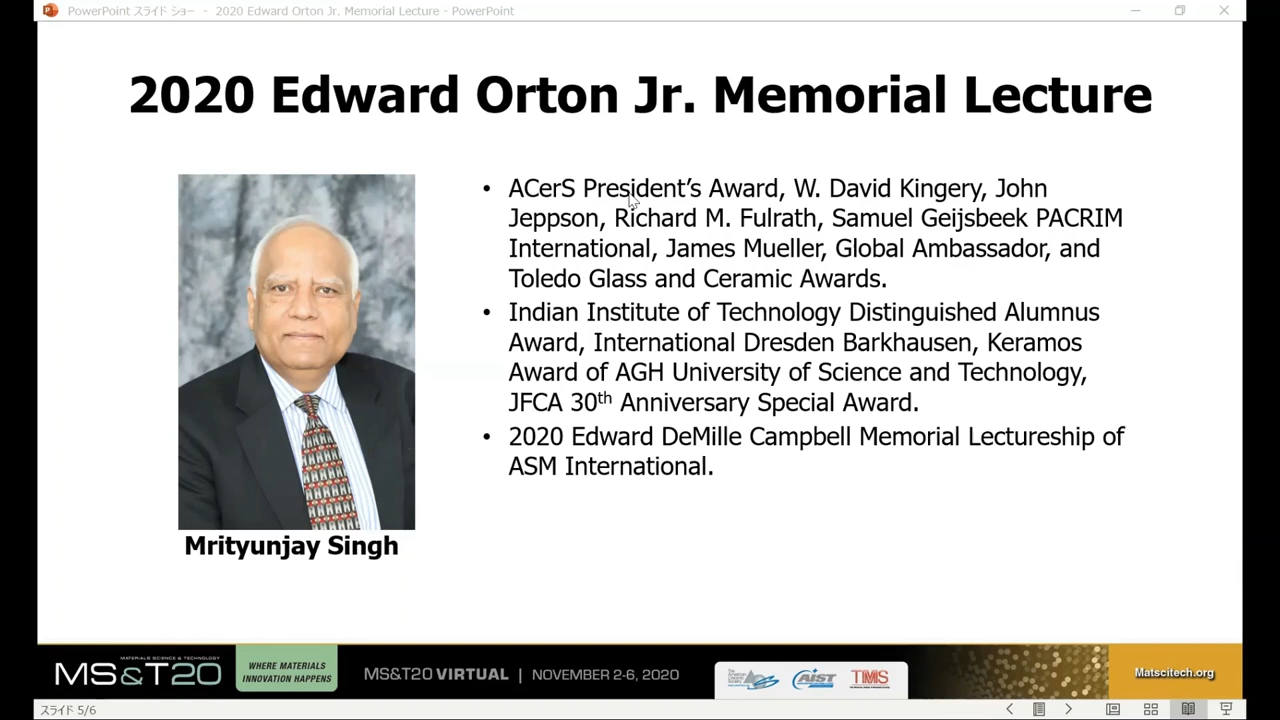 PowerPoint スライド ショー - 2020 Edward Orton Jr. Memorial Lecture - PowerPoint
2020 Edward Orton Jr. Memorial Lecture
• ACerS President’s Award, W. David Kingery, John
Jeppson, Richard M. Fulrath, Samuel Geijsbeek PACRIM
International, James Mueller, Global Ambassador, and
Toledo Glass and Ceramic Awards.
• Indian Institute of Technology Distinguished Alumnus
Award, International Dresden Barkhausen, Keramos
Award of AGH University of Science and Technology,
JFCA 30th Anniversary Special Award.
• 2020 Edward DeMille Campbell Memorial Lectureship of
ASM International.
Mrityunjay Singh
MATERIALS SCIENCE & TECHNOLOGY
MS&T20
WHERE MATERIALS
INNOVATION HAPPENS
MS&T20 VIRTUAL | NOVEMBER 2-6, 2020
AIST
TMS
Matscitech.org
スライド 5/6